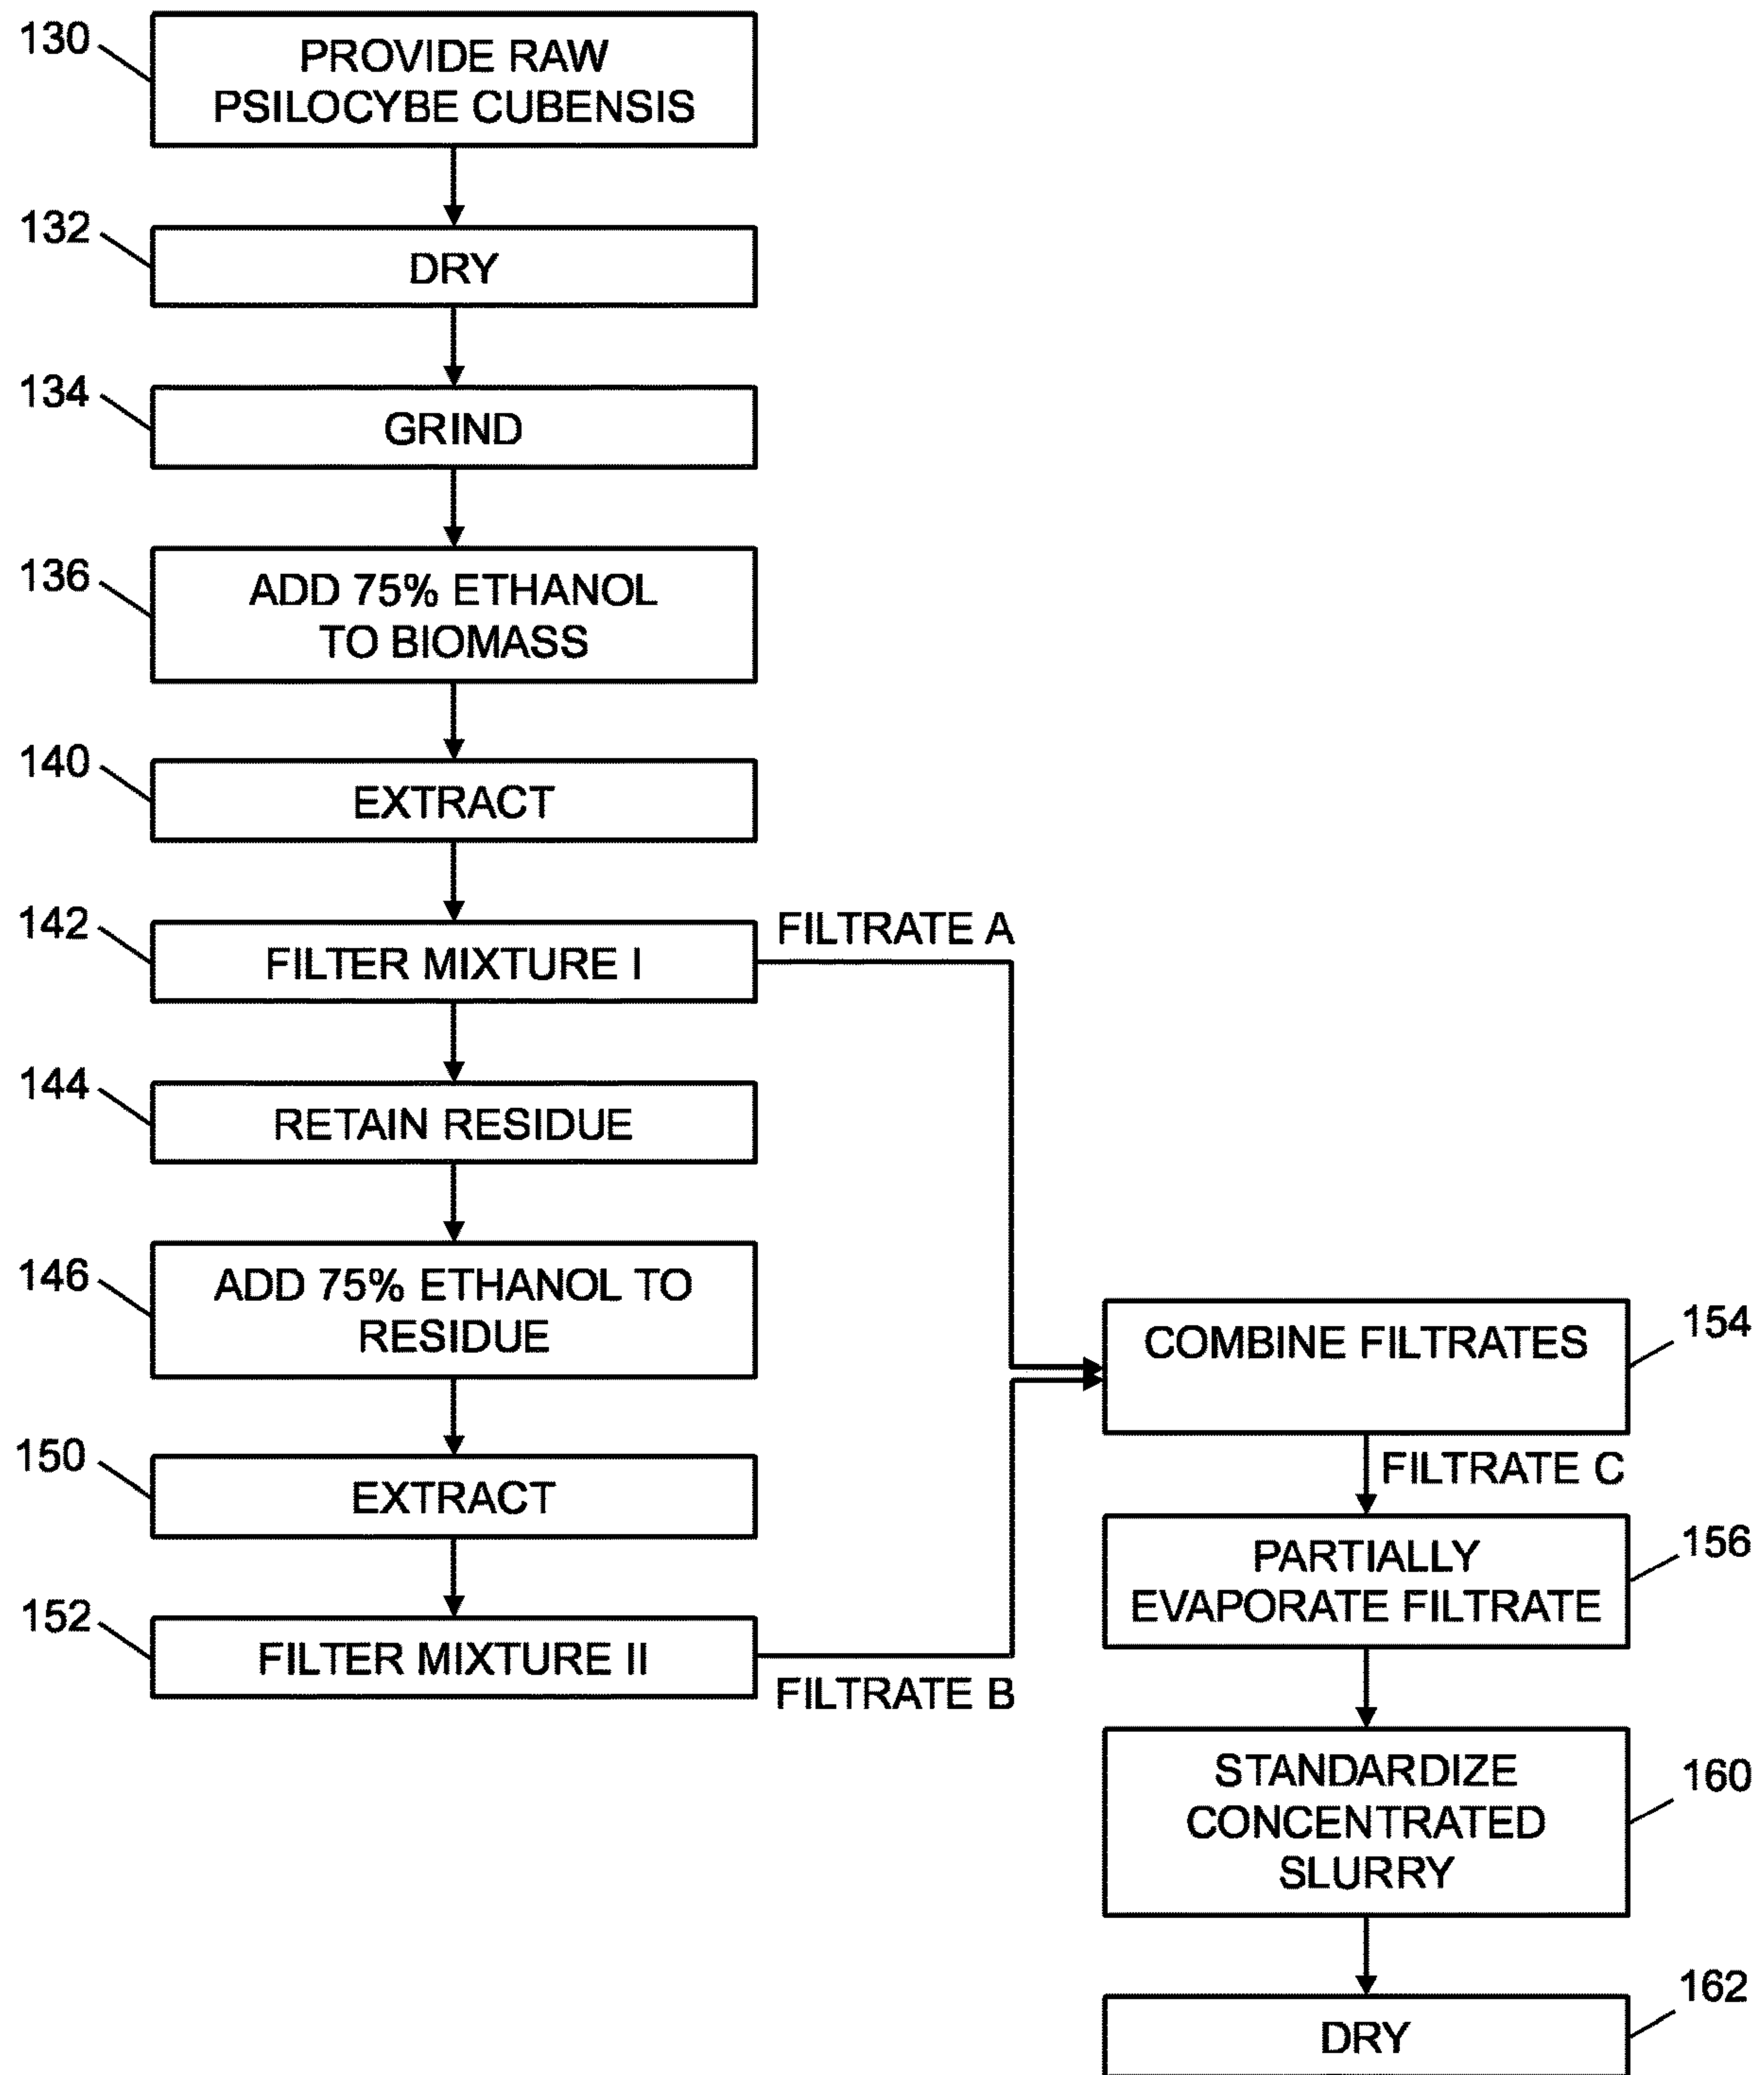 130
PROVIDE RAW
PSILOCYBE CUBENSIS
132
DRY
134
GRIND
136
ADD 75% ETHANOL
TO BIOMASS
140
EXTRACT
142
FILTER MIXTURE I
FILTRATE A
144
RETAIN RESIDUE
146
ADD 75% ETHANOL TO
RESIDUE
150
EXTRACT
152
FILTER MIXTURE II
FILTRATE B
COMBINE FILTRATES
154
FILTRATE C
PARTIALLY
EVAPORATE FILTRATE
156
STANDARDIZE
CONCENTRATED
SLURRY
160
DRY
162